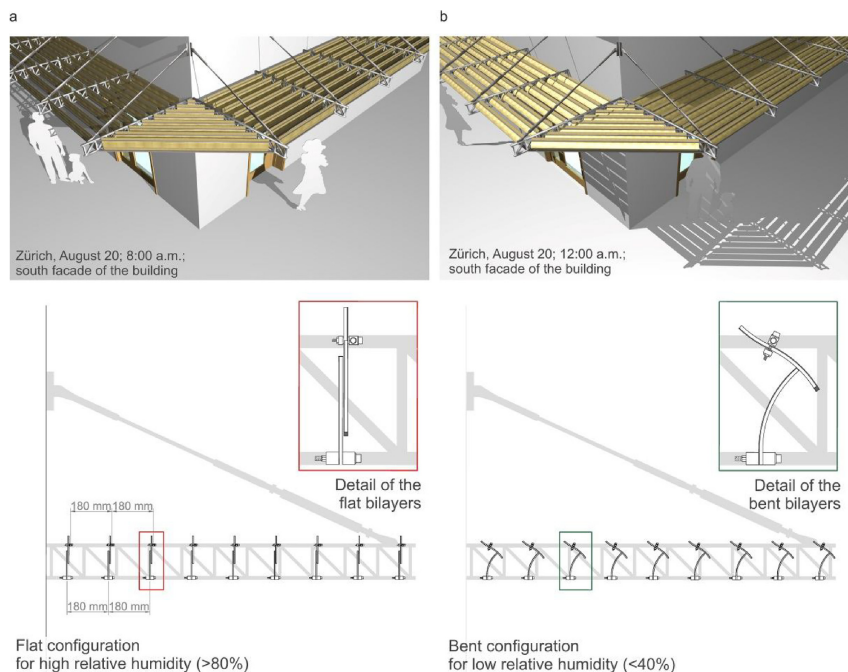 a
b
Zürich, August 20; 8:00 a.m.;
south facade of the building
Zürich, August 20; 12:00 a.m.;
south facade of the building
Detail of the
flat bilayers
Detail of the
bent bilayers
180 mm 180 mm
180 mm 180 mm
Flat configuration
for high relative humidity (>80%)
Bent configuration
for low relative humidity (<40%)